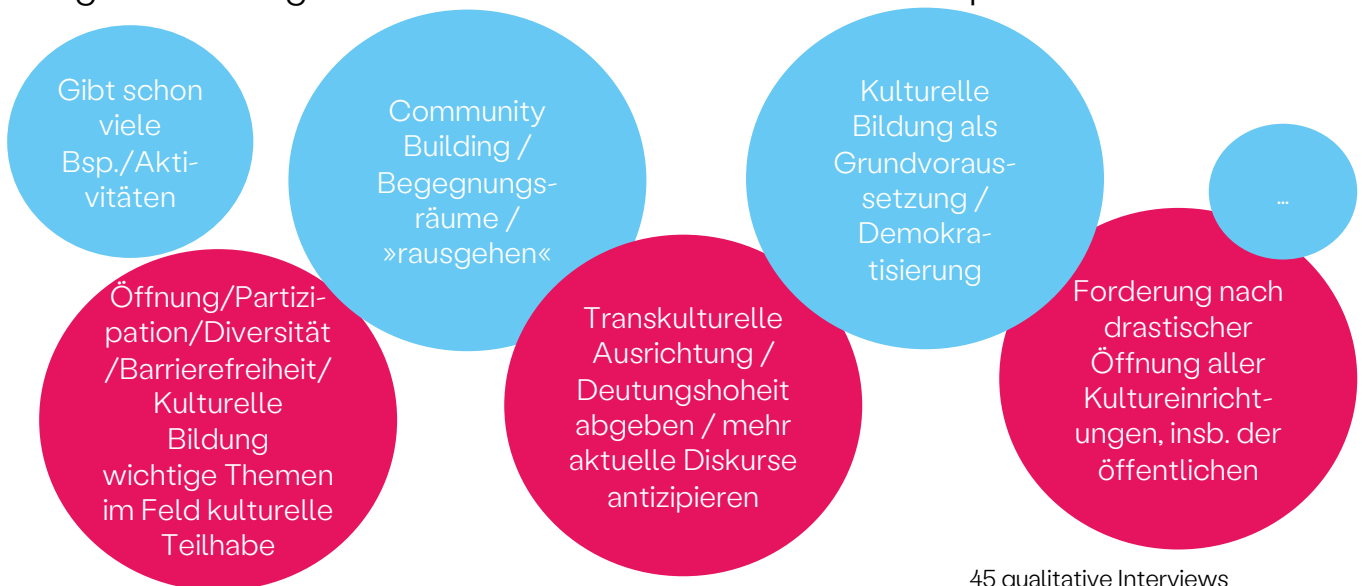 Gibt schon
viele
Bsp./Akti-
vitäten
Community
Building /
Begegnungs-
räume /
»rausgehen«
Kulturelle
Bildung als
Grundvoraus-
setzung /
Demokra-
tisierung
...
Öffnung/Partizi-
pation/Diversität
/Barrierefreiheit/
Kulturelle
Bildung
wichtige Themen
im Feld kulturelle
Teilhabe
Transkulturelle
Ausrichtung /
Deutungshoheit
abgeben / mehr
aktuelle Diskurse
antizipieren
Forderung nach
drastischer
Öffnung aller
Kultureinricht-
ungen, insb. der
öffentlichen
45 qualitative Interviews